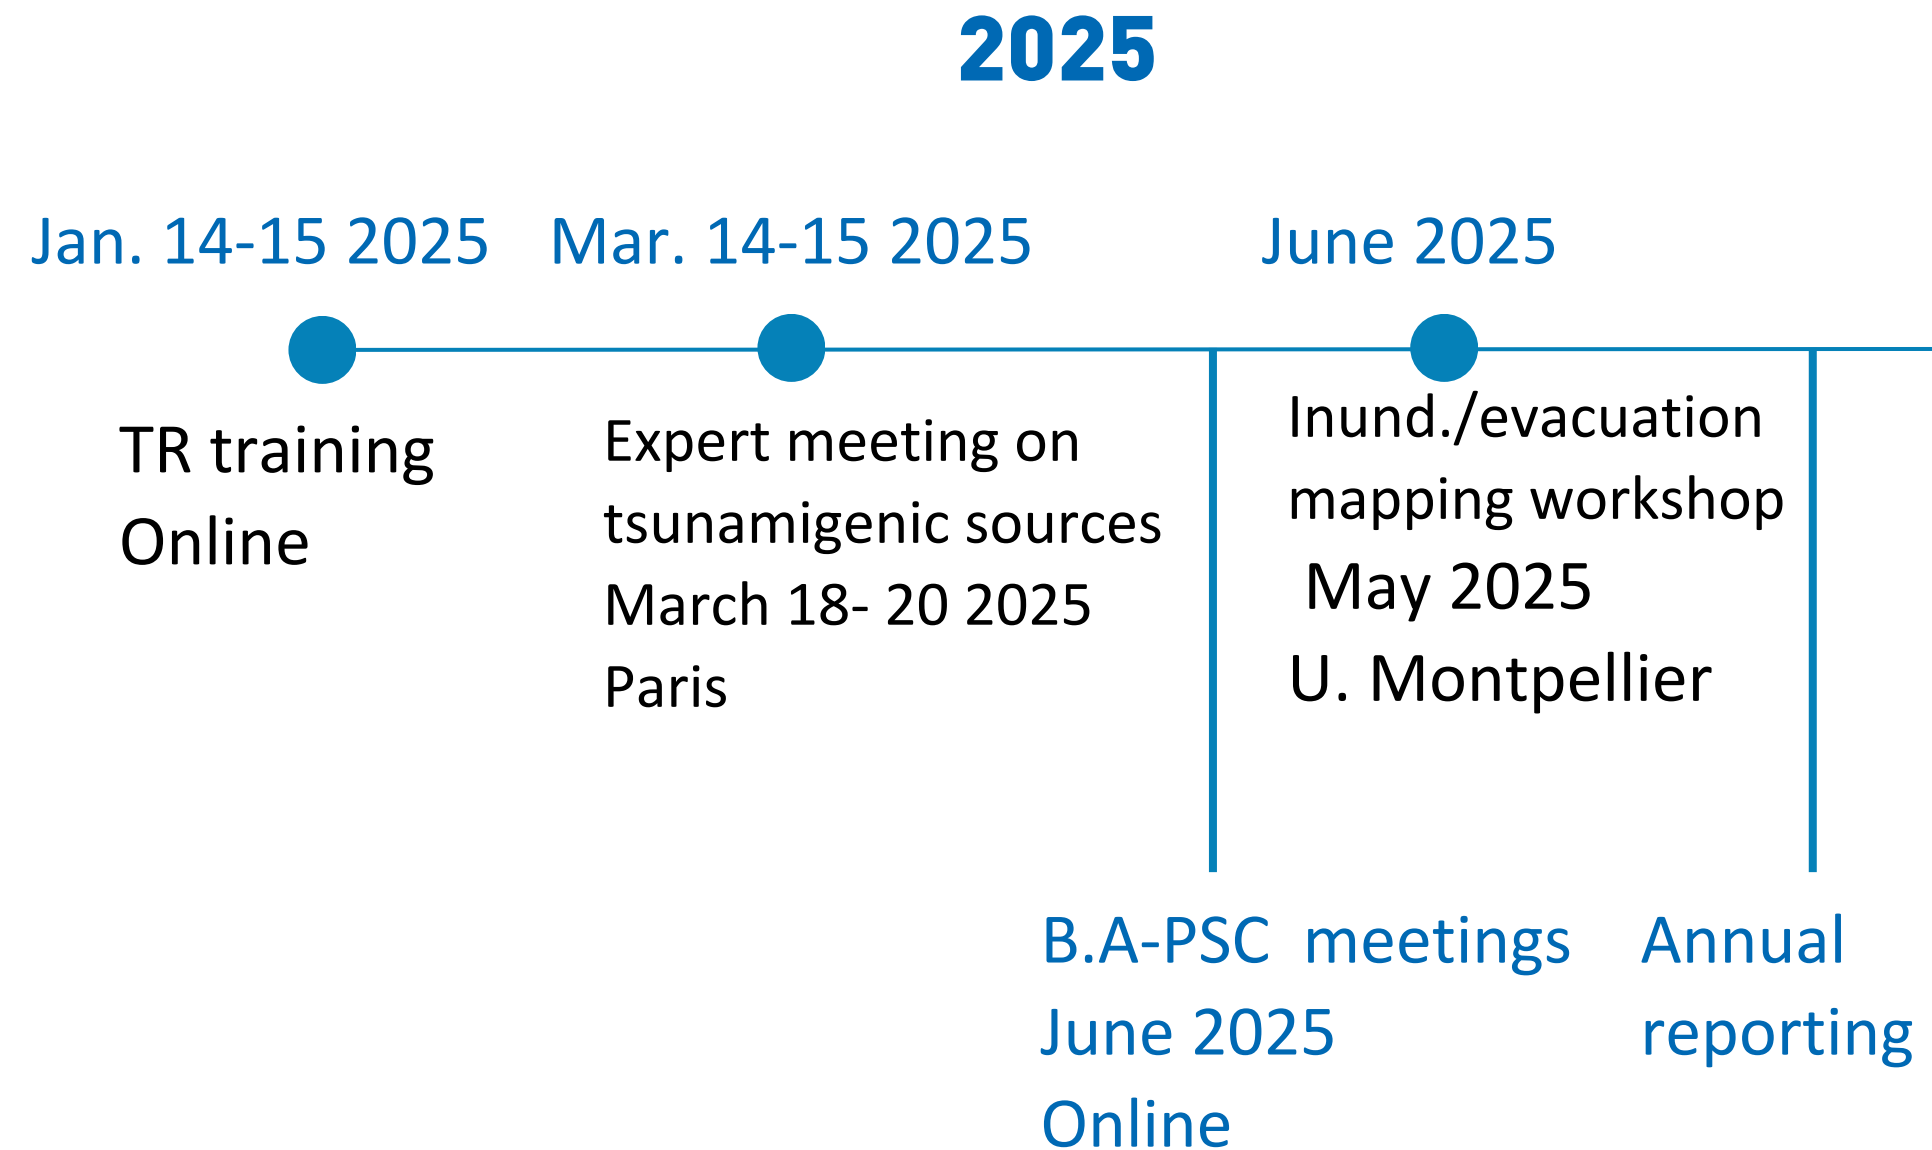 2025
Jan. 14-15 2025
Mar. 14-15 2025
June 2025
TR training
Online
Expert meeting on
tsunamigenic sources
March 18- 20 2025
Paris
Inund./evacuation
mapping workshop
May 2025
U. Montpellier
B.A-PSC meetings
June 2025
Online
Annual
reporting